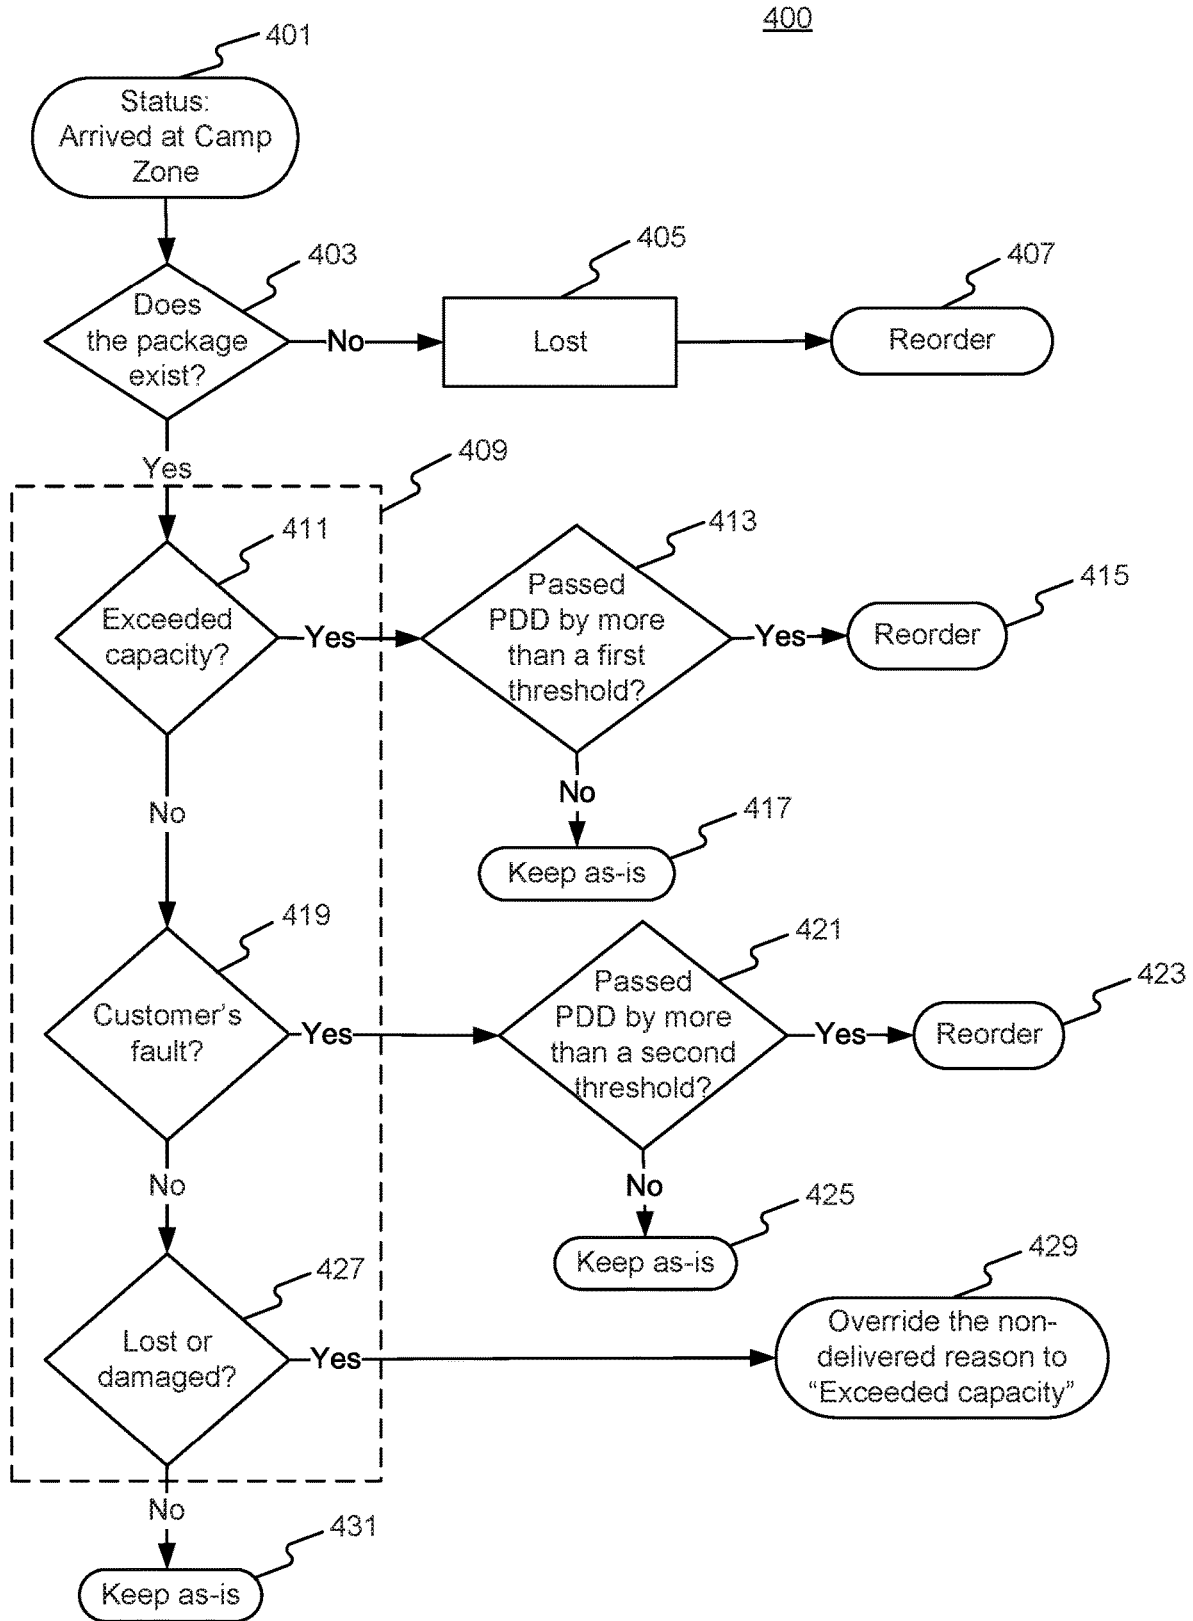 400
401
Status:
Arrived at Camp
Zone
403
Does
the package
exist?
No
405
Lost
407
Reorder
Yes
409
411
Exceeded
capacity?
Yes
413
Passed
PDD by more
than a first
threshold?
Yes
415
Reorder
No
417
Keep as-is
No
419
Customer's
fault?
Yes
421
Passed
PDD by more
than a second
threshold?
Yes
423
Reorder
No
425
Keep as-is
No
427
Lost or
damaged?
Yes
429
Override the non-
delivered reason to
“Exceeded capacity”
No
431
Keep as-is